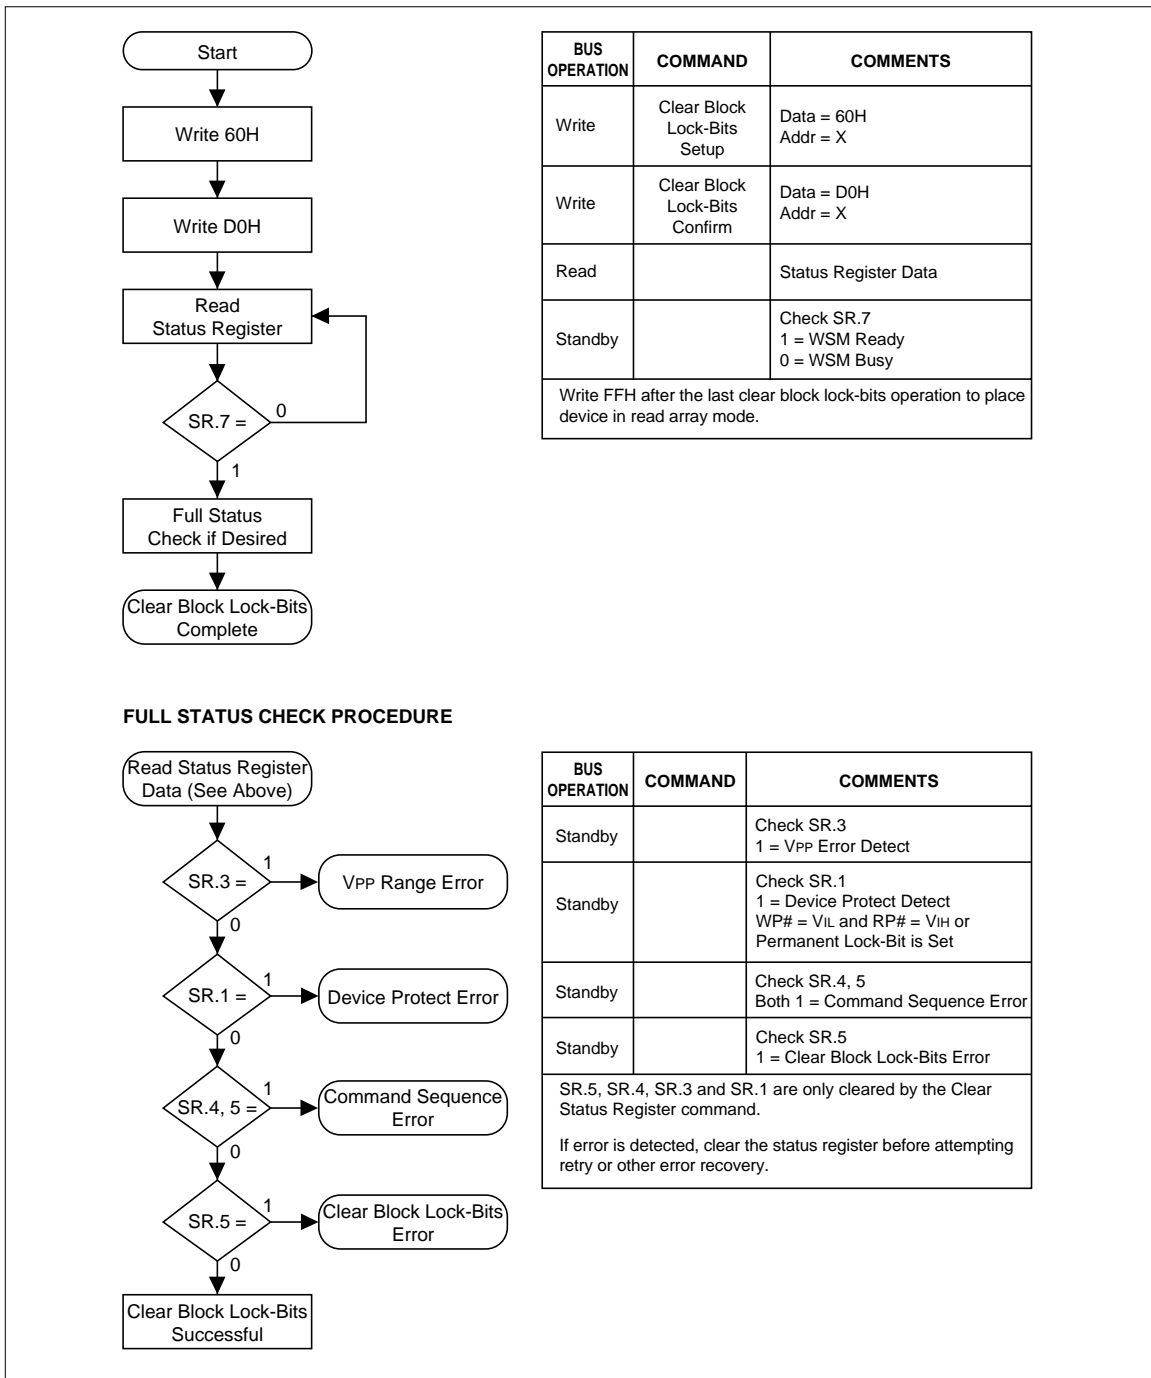 Start
Write 60H
Write D0H
Read
Status Register
SR.7 =
0
1
Full Status
Check if Desired
Clear Block Lock-Bits
Complete
BUS
OPERATION
COMMAND
COMMENTS
Write
Clear Block
Lock-Bits
Setup
Data = 60H
Addr = X
Write
Clear Block
Lock-Bits
Confirm
Data = D0H
Addr = X
Read
Status Register Data
Standby
Check SR.7
1 = WSM Ready
0 = WSM Busy
Write FFH after the last clear block lock-bits operation to place
device in read array mode.
FULL STATUS CHECK PROCEDURE
Read Status Register
Data (See Above)
SR.3 =
1
VPP Range Error
0
SR.1 =
1
Device Protect Error
0
SR.4, 5 =
1
Command Sequence
Error
0
SR.5 =
1
Clear Block Lock-Bits
Error
0
Clear Block Lock-Bits
Successful
BUS
OPERATION
COMMAND
COMMENTS
Standby
Check SR.3
1 = VPP Error Detect
Standby
Check SR.1
1 = Device Protect Detect
WP# = VIL and RP# = VIH or
Permanent Lock-Bit is Set
Standby
Check SR.4, 5
Both 1 = Command Sequence Error
Standby
Check SR.5
1 = Clear Block Lock-Bits Error
SR.5, SR.4, SR.3 and SR.1 are only cleared by the Clear
Status Register command.
If error is detected, clear the status register before attempting
retry or other error recovery.